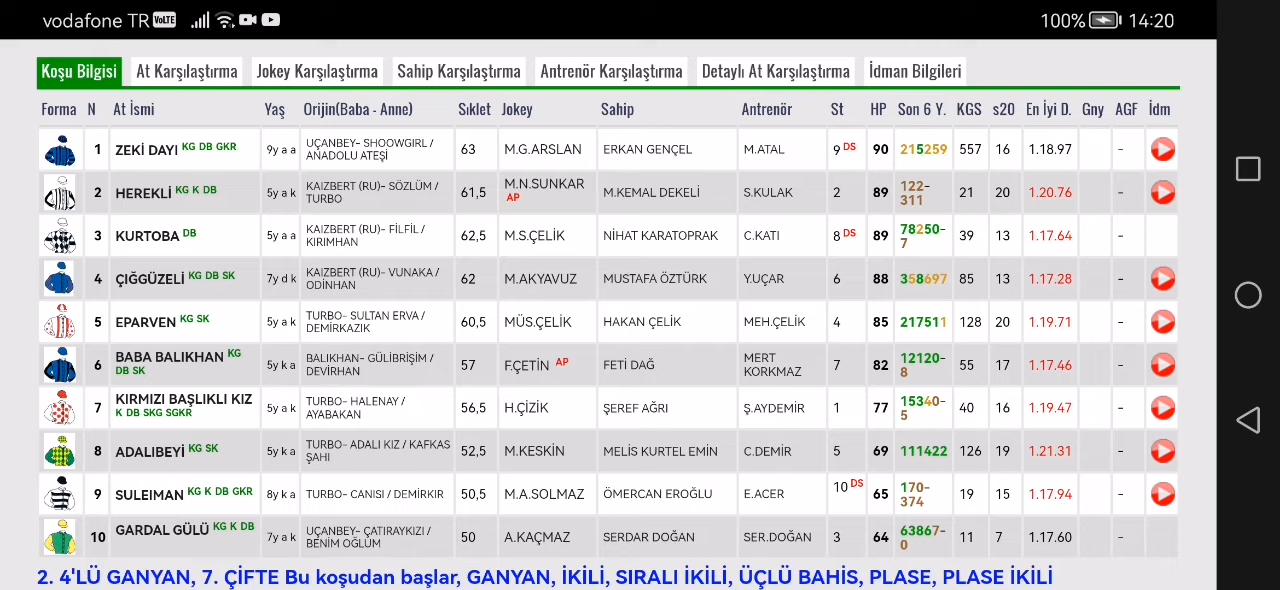 vodafone TR VoLTE 100% 14:20
Koşu Bilgisi At Karşılaştırma Jokey Karşılaştırma Sahip Karşılaştırma Antrenör Karşılaştırma Detaylı At Karşılaştırma İdman Bilgileri
Forma N At İsmi Yaş Orijin(Baba - Anne) Sıklet Jokey Sahip Antrenör St HP Son 6 Y. KGS s20 En İyi D. Gny AGF İdm
1 ZEKİ DAYI KG DB GKR 9y a a UÇANBEY- SHOOWGIRL / ANADOLU ATEŞİ 63 M.G.ARSLAN ERKAN GENÇEL M.ATAL 9 DS 90 215259 557 16 1.18.97 -
2 HEREKLİ KG K DB 5y a k KAIZBERT (RU)- SÖZLÜM / TURBO 61,5 M.N.SUNKAR AP M.KEMAL DEKELİ S.KULAK 2 89 122-311 21 20 1.20.76 -
3 KURTOBA DB 5y a a KAIZBERT (RU)- FİLFİL / KIRIMHAN 62,5 M.S.ÇELİK NİHAT KARATOPRAK C.KATI 8 DS 89 78250-7 39 13 1.17.64 -
4 ÇIĞGÜZELİ KG DB SK 7y d k KAIZBERT (RU)- VUNAKA / ODİNHAN 62 M.AKYAVUZ MUSTAFA ÖZTÜRK Y.UÇAR 6 88 358697 85 13 1.17.28 -
5 EPARVEN KG SK 5y a k TURBO- SULTAN ERVA / DEMİRKAZIK 60,5 MÜS.ÇELİK HAKAN ÇELİK MEH.ÇELİK 4 85 217511 128 20 1.19.71 -
6 BABA BALIKHAN KG DB SK 5y k a BALIKHAN- GÜLİBRİŞİM / DEVİRHAN 57 F.ÇETİN AP FETİ DAĞ MERT KORKMAZ 7 82 12120-8 55 17 1.17.46 -
7 KIRMIZI BAŞLIKLI KIZ K DB SKG SGKR 5y a k TURBO- HALENAY / AYABAKAN 56,5 H.ÇİZİK ŞEREF AĞRI Ş.AYDEMİR 1 77 15340-5 40 16 1.19.47 -
8 ADALIBEYİ KG SK 5y k a TURBO- ADALI KIZ / KAFKAS ŞAHI 52,5 M.KESKİN MELİS KURTEL EMİN C.DEMİR 5 69 111422 126 19 1.21.31 -
9 SULEIMAN KG K DB GKR 8y k a TURBO- CANISI / DEMİRKIR 50,5 M.A.SOLMAZ ÖMERCAN EROĞLU E.ACER 10 DS 65 170-374 19 15 1.17.94 -
10 GARDAL GÜLÜ KG K DB 7y a k UÇANBEY- ÇATIRAYKIZI / BENİM OĞLUM 50 A.KAÇMAZ SERDAR DOĞAN SER.DOĞAN 3 64 63867-0 11 7 1.17.60 -
2. 4'LÜ GANYAN, 7. ÇİFTE Bu koşudan başlar, GANYAN, İKİLİ, SIRALI İKİLİ, ÜÇLÜ BAHİS, PLASE, PLASE İKİLİ